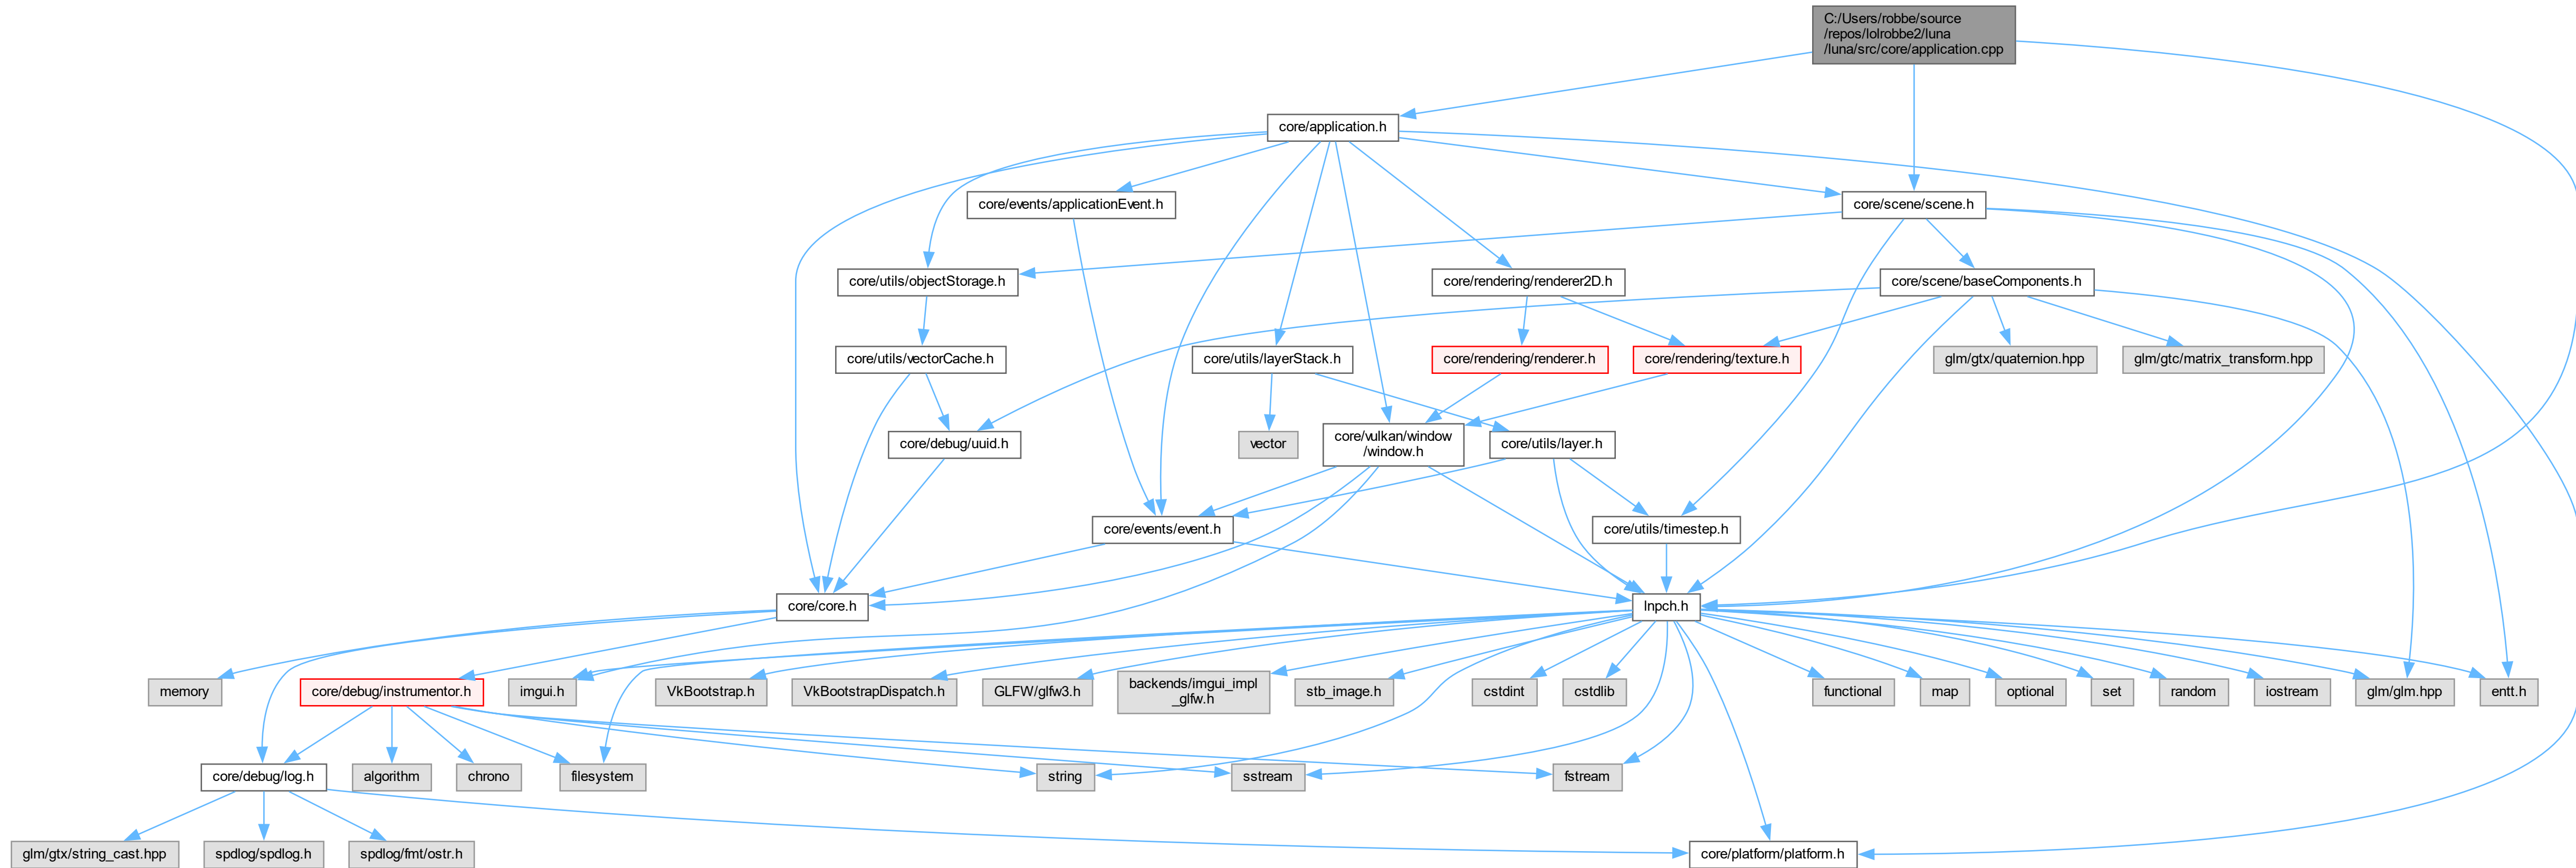 C:/Users/robbe/source
/repos/lolrobbe2/luna
/luna/src/core/application.cpp
core/application.h
core/events/applicationEvent.h
core/scene/scene.h
core/utils/objectStorage.h
core/rendering/renderer2D.h
core/scene/baseComponents.h
core/utils/vectorCache.h
core/utils/layerStack.h
core/rendering/renderer.h
core/rendering/texture.h
glm/gtx/quaternion.hpp
glm/gtc/matrix_transform.hpp
core/debug/uuid.h
vector
core/vulkan/window
/window.h
core/utils/layer.h
core/events/event.h
core/utils/timestep.h
core/core.h
lnpch.h
memory
core/debug/instrumentor.h
imgui.h
VkBootstrap.h
VkBootstrapDispatch.h
GLFW/glfw3.h
backends/imgui_impl
_glfw.h
stb_image.h
cstdint
cstdlib
functional
map
optional
set
random
iostream
glm/glm.hpp
entt.h
core/debug/log.h
algorithm
chrono
filesystem
string
sstream
fstream
glm/gtx/string_cast.hpp
spdlog/spdlog.h
spdlog/fmt/ostr.h
core/platform/platform.h